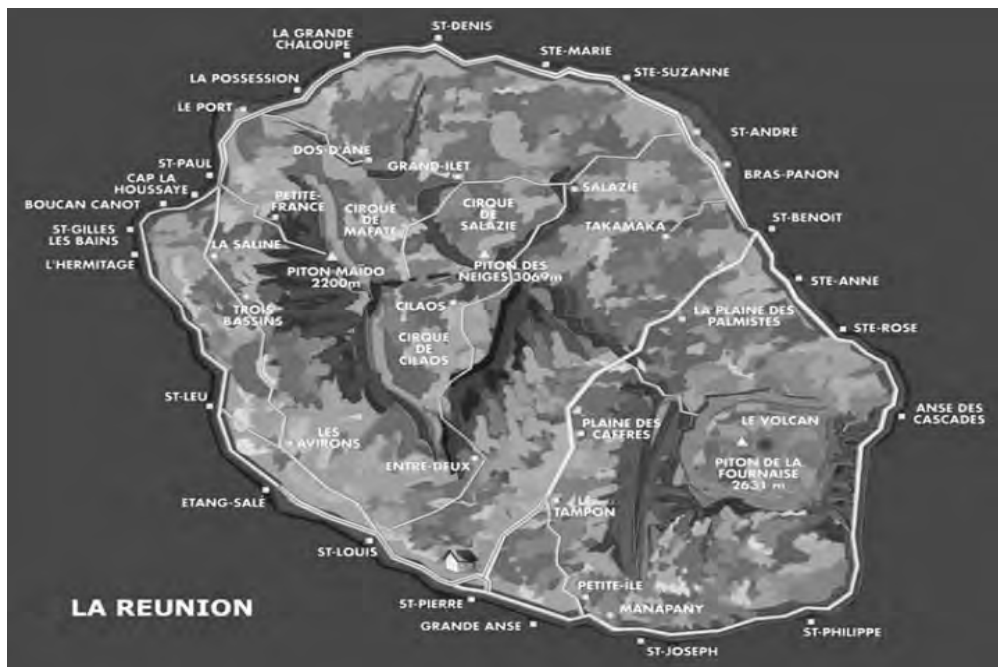 ST-DENIS
LA GRANDE
CHALOUPE
STE-MARIE
STE-SUZANNE
LA POSSESSION
LE PORT
ST-ANDRÉ
DOS-D'ANE
GRAND-ILET
ST-PAUL
CAP LA
HOUSSAYE
BRAS-PANON
BOUCAN CANOT
PETITE-
FRANCE
CIRQUE
DE
MAFATE
CIRQUE
DE
SALAZIE
SALAZIE
TAKAMAKA
ST-BENOIT
ST-GILLES
LES BAINS
LA SALINE
L'HERMITAGE
PITON MAÏDO
2200m
PITON DES
NEIGES 3069m
STE-ANNE
TROIS
BASSINS
CILAOS
LA PLAINE DES
PALMISTES
STE-ROSE
CIRQUE
DE
CILAOS
ST-LEU
ANSE DES
CASCADES
PLAINE DES
CAFFRES
LE VOLCAN
LES
AVIRONS
ENTRE-DEUX
PITON DE LA
FOURNAISE
2631 m
ETANG-SALÉ
LE
TAMPON
ST-LOUIS
PETITE-ILE
LA REUNION
ST-PIERRE
MANAPANY
GRANDE ANSE
ST-PHILIPPE
ST-JOSEPH